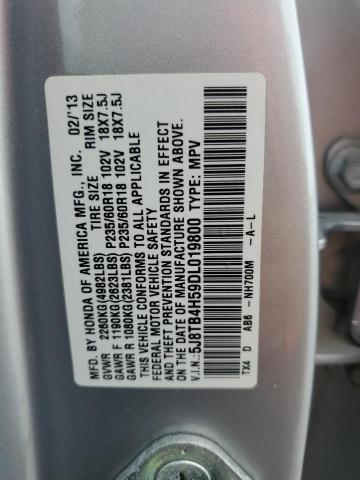 MFD. BY HONDA OF AMERICA MFG., INC. 02/'13
TIRE SIZE RIM SIZE
GVWR 2260KG(4982LBS)
GAWR F 1190KG(2623LBS) P235/60R18 102V 18X7.5J
GAWR R 1080KG(2381LBS) P235/60R18 102V 18X7.5J
THIS VEHICLE CONFORMS TO ALL APPLICABLE
FEDERAL MOTOR VEHICLE SAFETY STANDARDS
AND THEFT PREVENTION STANDARDS IN EFFECT
ON THE DATE OF MANUFACTURE SHOWN ABOVE.
V.I.N.: 5J8TB4H59DL019800 TYPE: MPV
TX4 D AB6 -NH700M -A-L